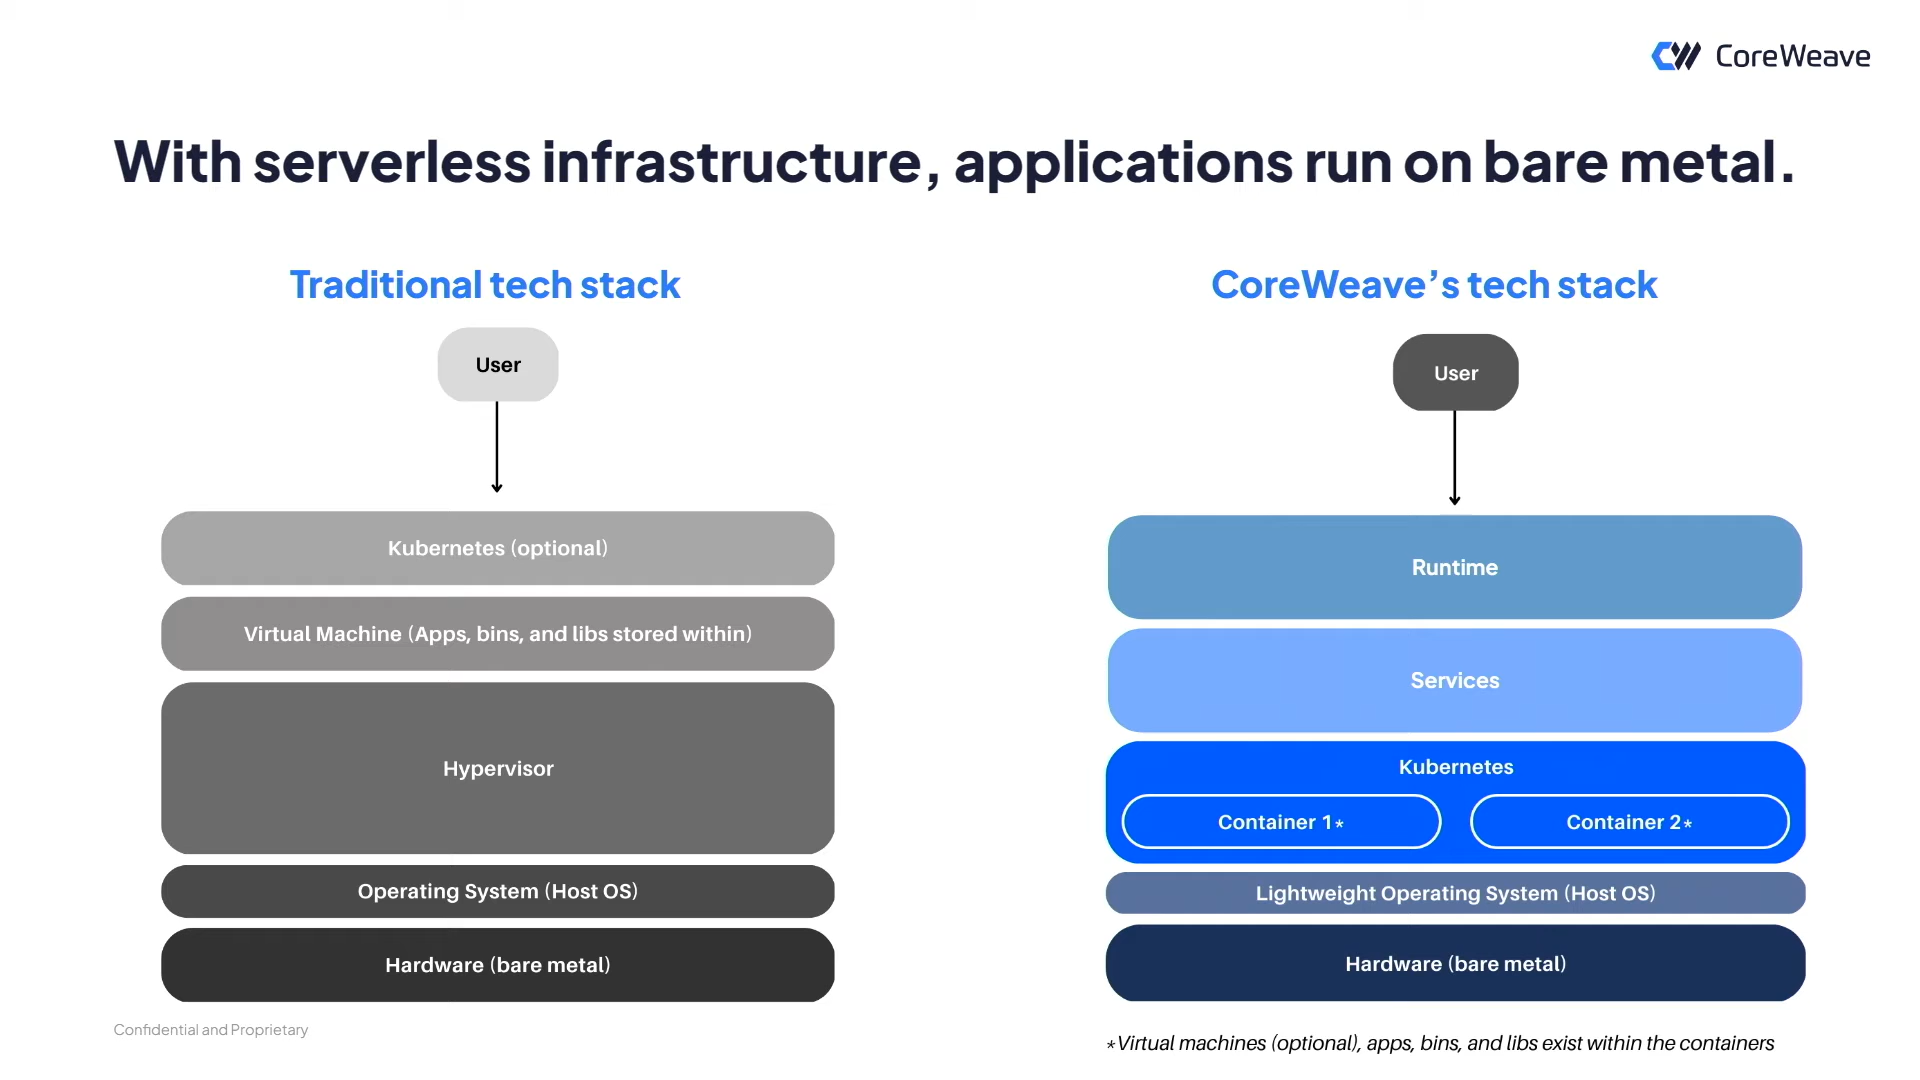 CoreWeave
With serverless infrastructure, applications run on bare metal.
Traditional tech stack
User
Kubernetes (optional)
Virtual Machine (Apps, bins, and libs stored within)
Hypervisor
Operating System (Host OS)
Hardware (bare metal)
CoreWeave’s tech stack
User
Runtime
Services
Kubernetes
Container 1*
Container 2*
Lightweight Operating System (Host OS)
Hardware (bare metal)
Confidential and Proprietary
*Virtual machines (optional), apps, bins, and libs exist within the containers